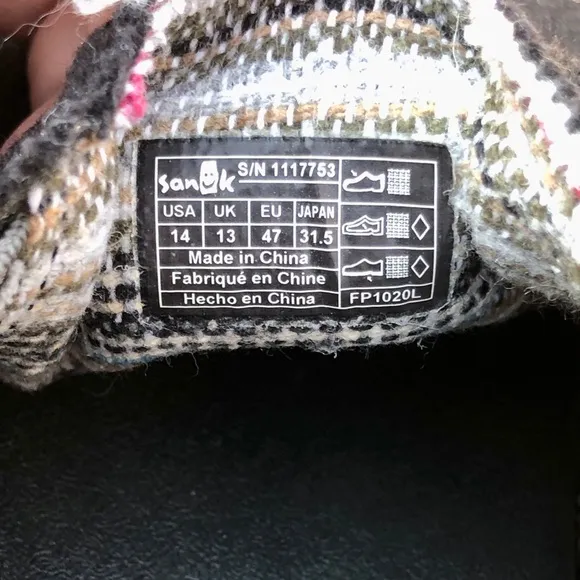 sanuk S/N 1117753
USA UK EU JAPAN
14 13 47 31.5
Made in China
Fabriqué en Chine
Hecho en China FP1020L